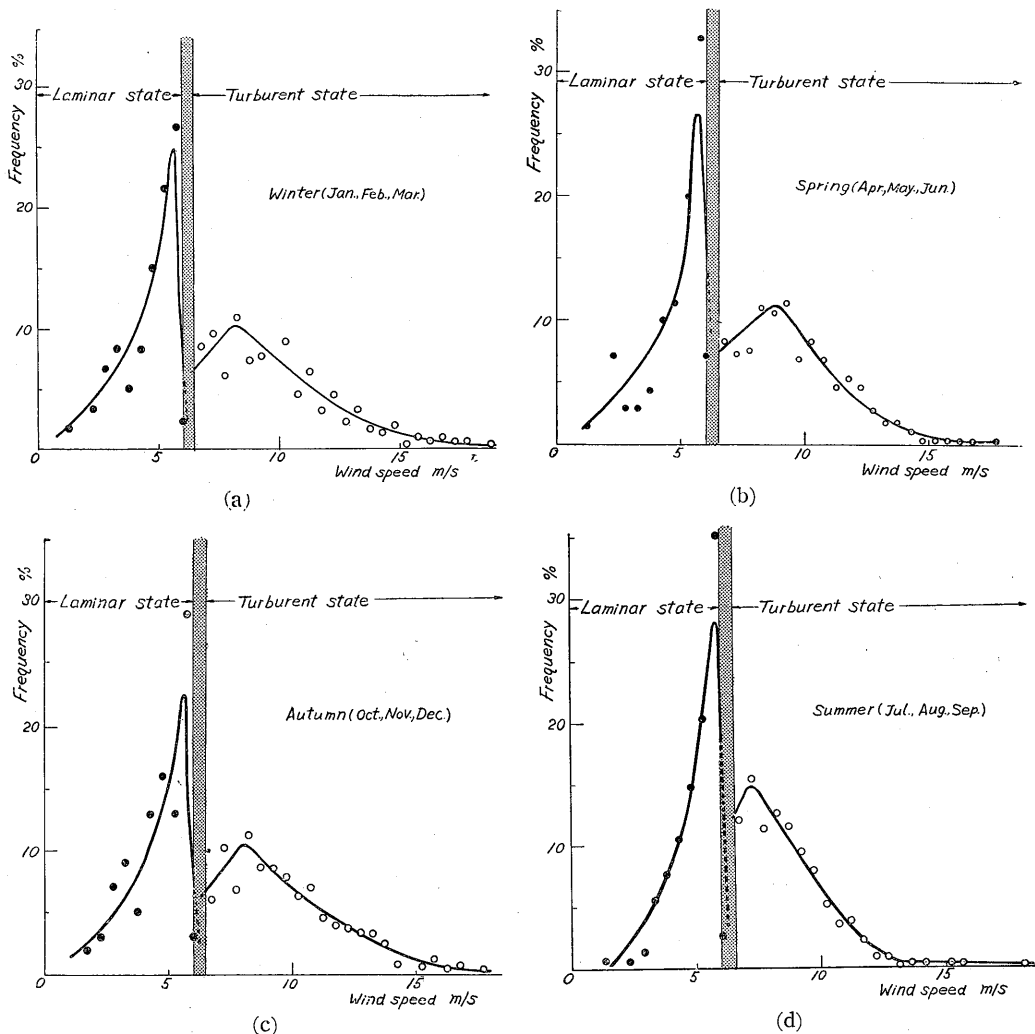 Frequency %
30
20
10
0
5
10
15
Laminar state
Turburent state
Winter (Jan., Feb., Mar.)
Wind speed m/s
(a)
Frequency %
30
20
10
0
5
10
15
Laminar state
Turburent state
Spring (Apr., May., Jun.)
Wind speed m/s
(b)
Frequency %
30
20
10
0
5
10
15
Laminar state
Turburent state
Autumn (Oct., Nov., Dec.)
Wind speed m/s
(c)
Frequency %
30
20
10
0
5
10
15
Laminar state
Turburent state
Summer (Jul., Aug., Sep.)
Wind speed m/s
(d)